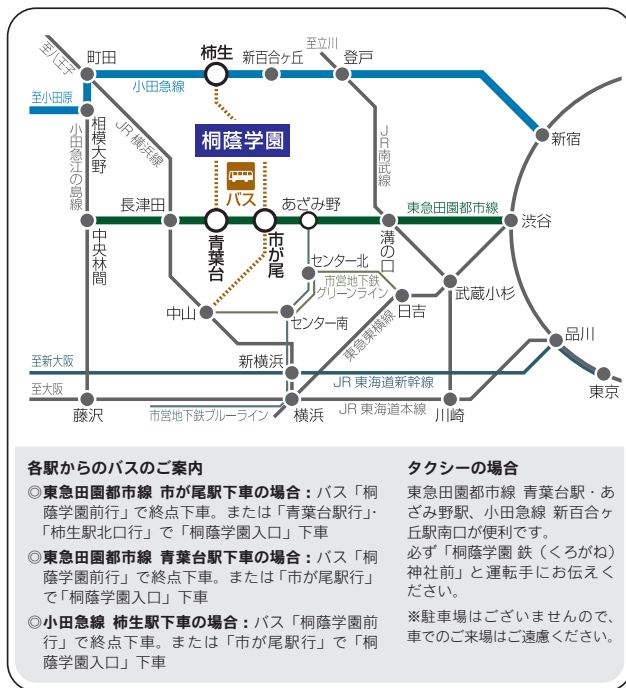 至八王子
町田
柿生
新百合ヶ丘
至立川
登戸
小田急線
至小田原
相模大野
小田急江の島線
JR横浜線
桐蔭学園
バス
JR南武線
新宿
長津田
あざみ野
東急田園都市線
渋谷
中央林間
青葉台
市が尾
溝の口
センター北
市営地下鉄
グリーンライン
武蔵小杉
日吉
中山
センター南
東急東横線
品川
至新大阪
新横浜
JR東海道新幹線
東京
至大阪
藤沢
市営地下鉄ブルーライン
横浜
JR東海道本線
川崎
各駅からのバスのご案内
◎東急田園都市線 市が尾駅下車の場合：バス「桐
蔭学園前行」で終点下車。または「青葉台駅行」・
「柿生駅北口行」で「桐蔭学園入口」下車
◎東急田園都市線 青葉台駅下車の場合：バス「桐
蔭学園前行」で終点下車。または「市が尾駅行」
で「桐蔭学園入口」下車
◎小田急線 柿生駅下車の場合：バス「桐蔭学園前
行」で終点下車。または「市が尾駅行」で「桐
蔭学園入口」下車
タクシーの場合
東急田園都市線 青葉台駅・あ
ざみ野駅、小田急線 新百合ヶ
丘駅南口が便利です。
必ず「桐蔭学園 鉄（くろがね）
神社前」と運転手にお伝えく
ださい。
※駐車場はございませんので、
車でのご来場はご遠慮ください。